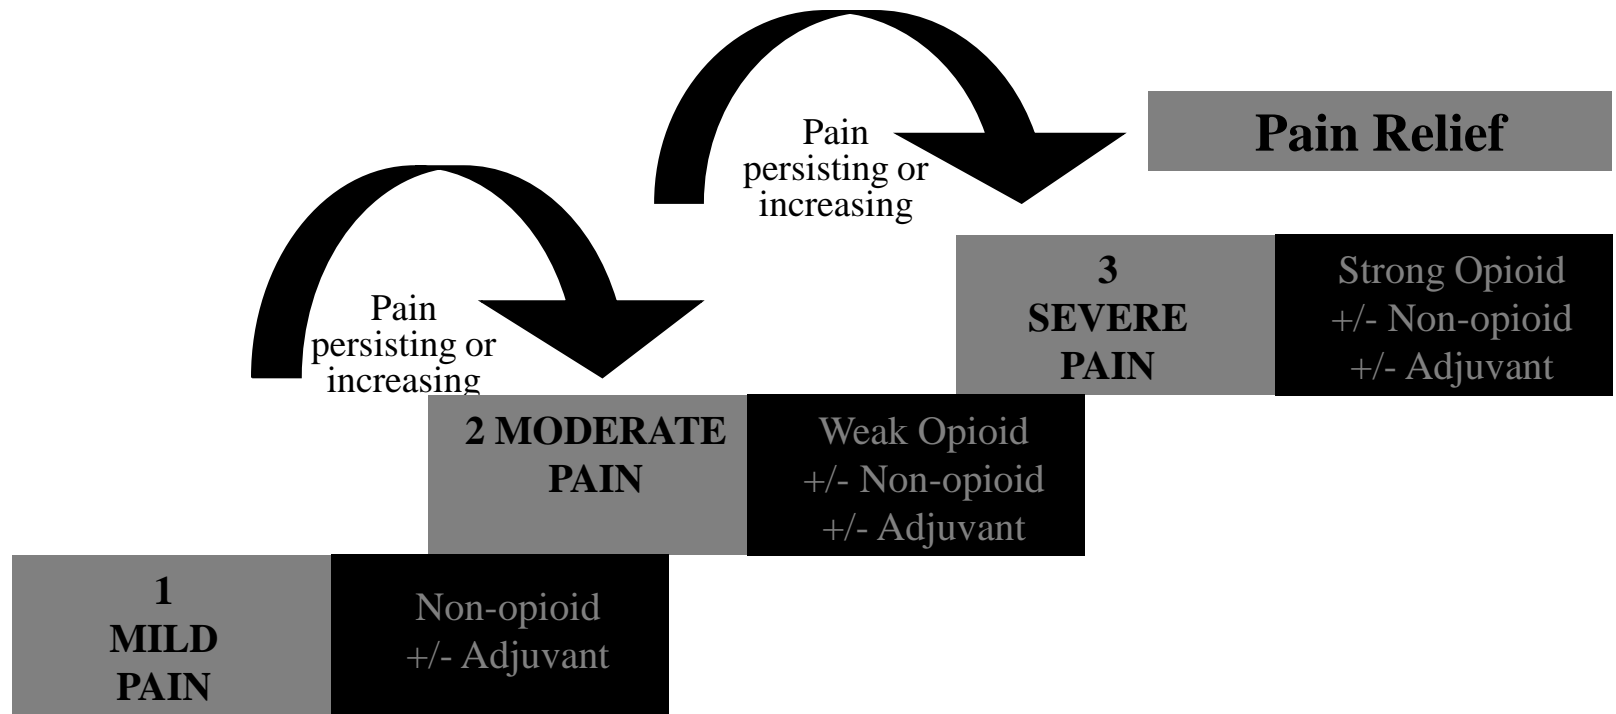 Pain Relief
Pain
persisting or
increasing
3
SEVERE
PAIN
Strong Opioid
+/- Non-opioid
+/- Adjuvant
Pain
persisting or
increasing
2 MODERATE
PAIN
Weak Opioid
+/- Non-opioid
+/- Adjuvant
1
MILD
PAIN
Non-opioid
+/- Adjuvant